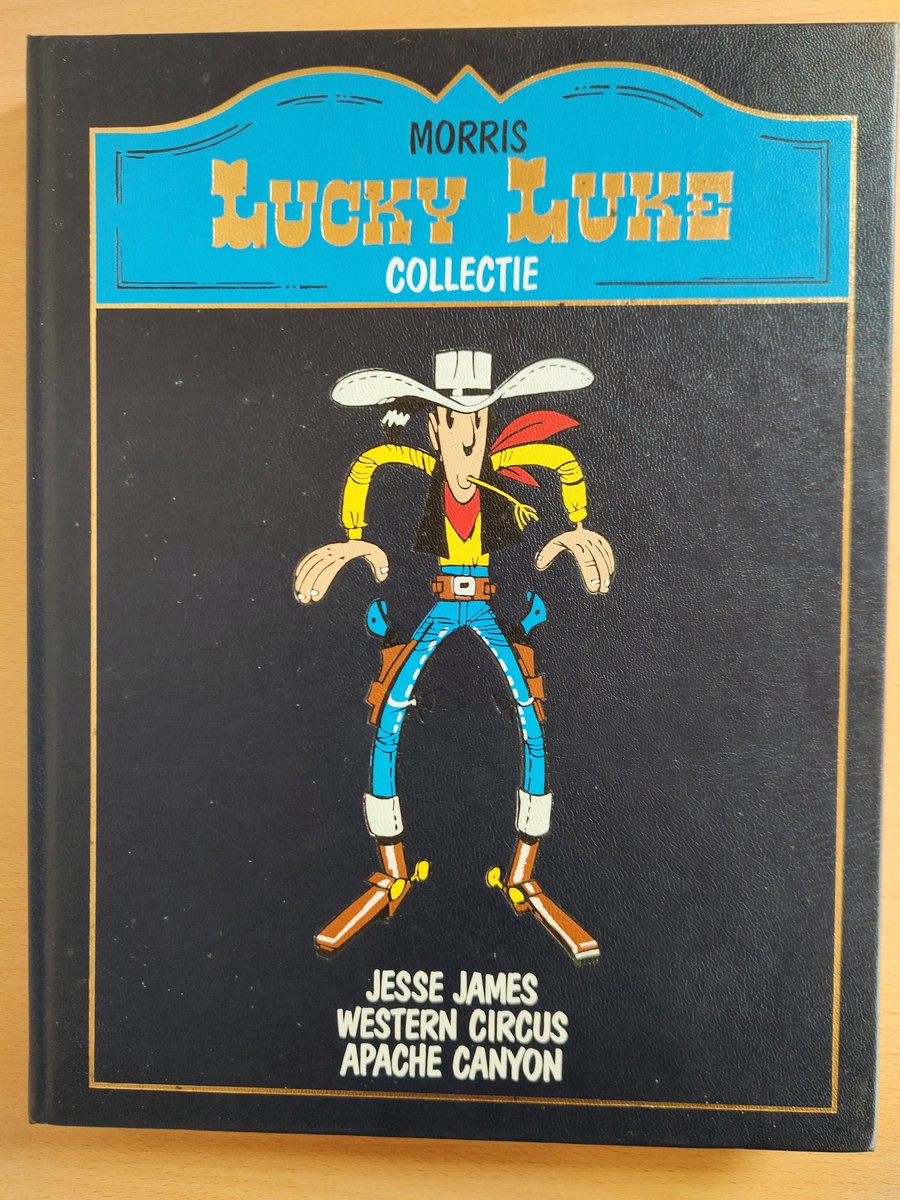 MORRIS
LUCKY LUKE
COLLECTIE
JESSE JAMES
WESTERN CIRCUS
APACHE CANYON